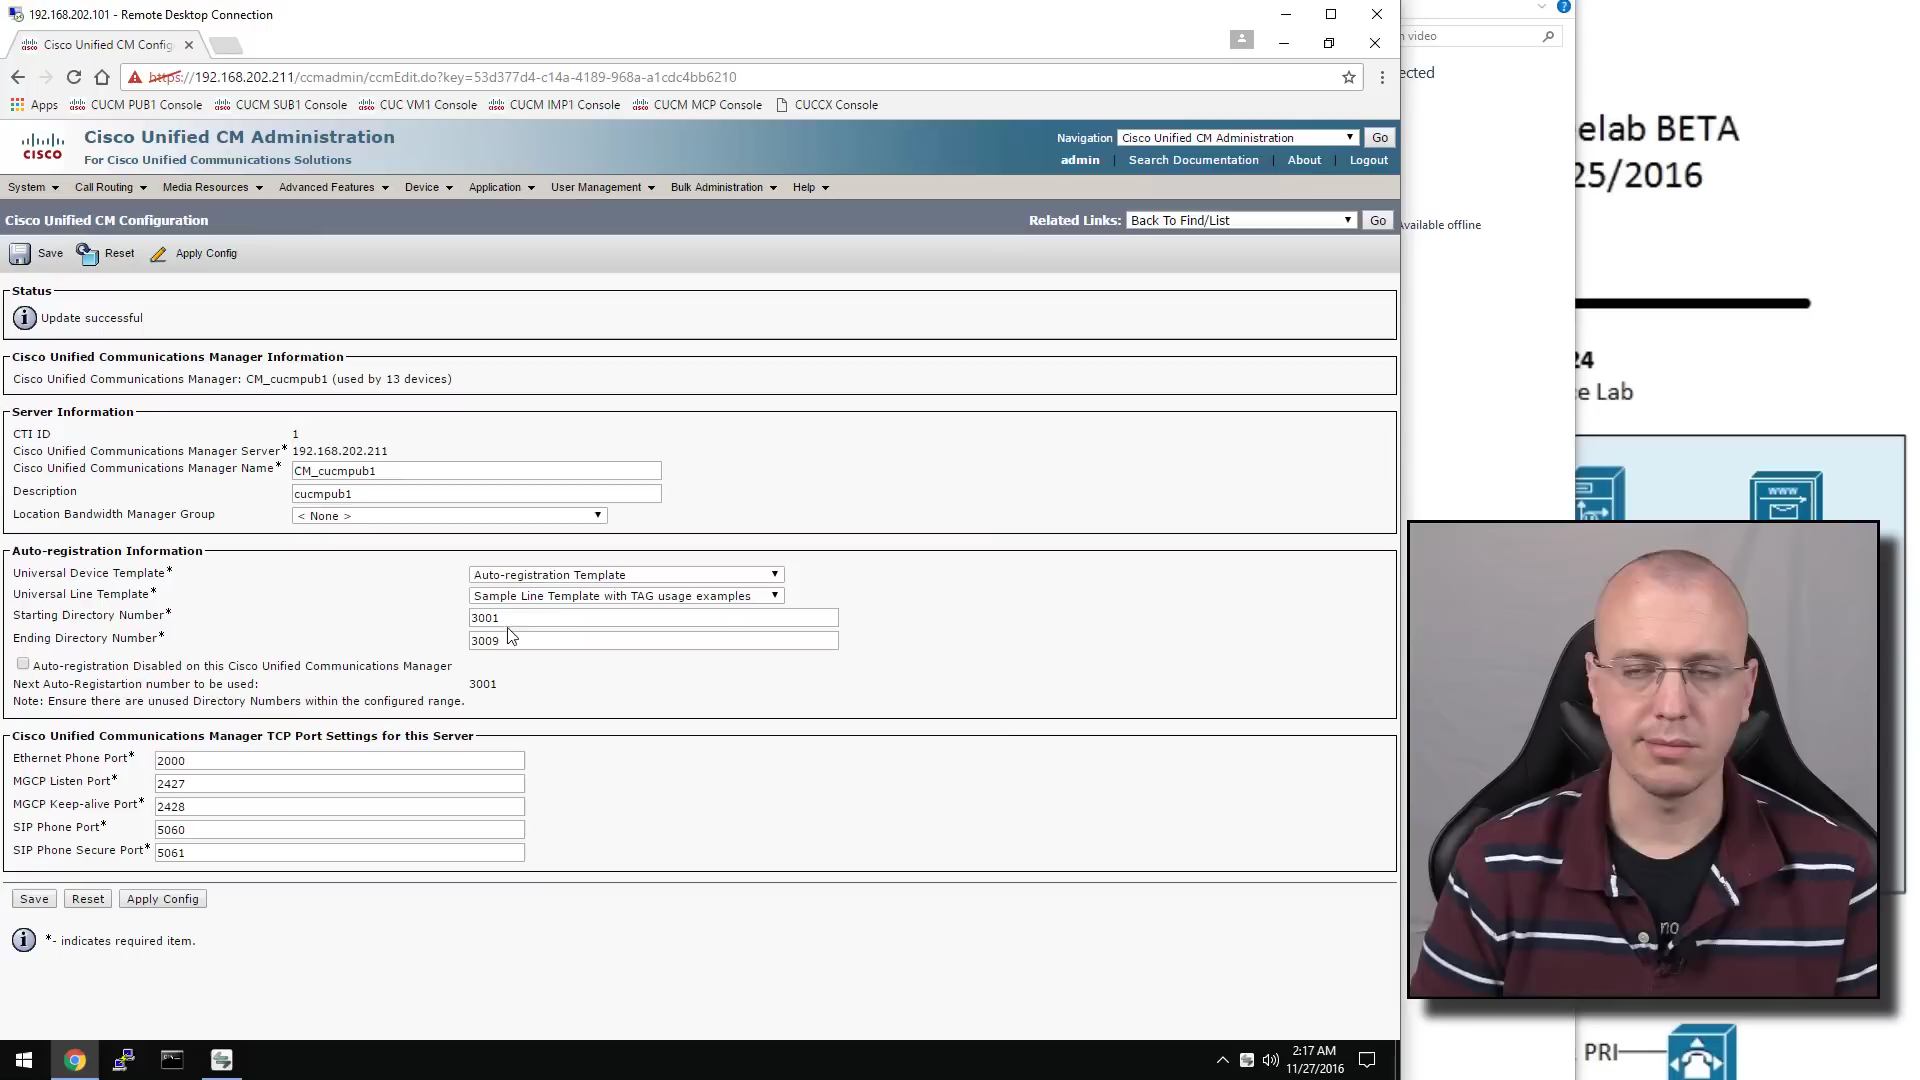 192.168.202.101 - Remote Desktop Connection
Cisco Unified CM Config
https://192.168.202.211/ccmadmin/ccmEdit.do?key=53d377d4-c14a-4189-968a-a1cdc4bb6210
Apps CUCM PUB1 Console CUCM SUB1 Console CUC VM1 Console CUCM IMP1 Console CUCM MCP Console CUCCX Console
CISCO
Cisco Unified CM Administration
For Cisco Unified Communications Solutions
Navigation Cisco Unified CM Administration Go
admin | Search Documentation | About | Logout
System Call Routing Media Resources Advanced Features Device Application User Management Bulk Administration Help
Cisco Unified CM Configuration
Related Links: Back To Find/List Go
Save Reset Apply Config
Status
Update successful
Cisco Unified Communications Manager Information
Cisco Unified Communications Manager: CM_cucmpub1 (used by 13 devices)
Server Information
CTI ID 1
Cisco Unified Communications Manager Server* 192.168.202.211
Cisco Unified Communications Manager Name* CM_cucmpub1
Description cucmpub1
Location Bandwidth Manager Group < None >
Auto-registration Information
Universal Device Template* Auto-registration Template
Universal Line Template* Sample Line Template with TAG usage examples
Starting Directory Number* 3001
Ending Directory Number* 3009
Auto-registration Disabled on this Cisco Unified Communications Manager
Next Auto-Registartion number to be used: 3001
Note: Ensure there are unused Directory Numbers within the configured range.
Cisco Unified Communications Manager TCP Port Settings for this Server
Ethernet Phone Port* 2000
MGCP Listen Port* 2427
MGCP Keep-alive Port* 2428
SIP Phone Port* 5060
SIP Phone Secure Port* 5061
Save Reset Apply Config
*- indicates required item.
2:17 AM
11/27/2016
n video
ected
Available offline
elab BETA
25/2016
24
e Lab
www
no
PRI